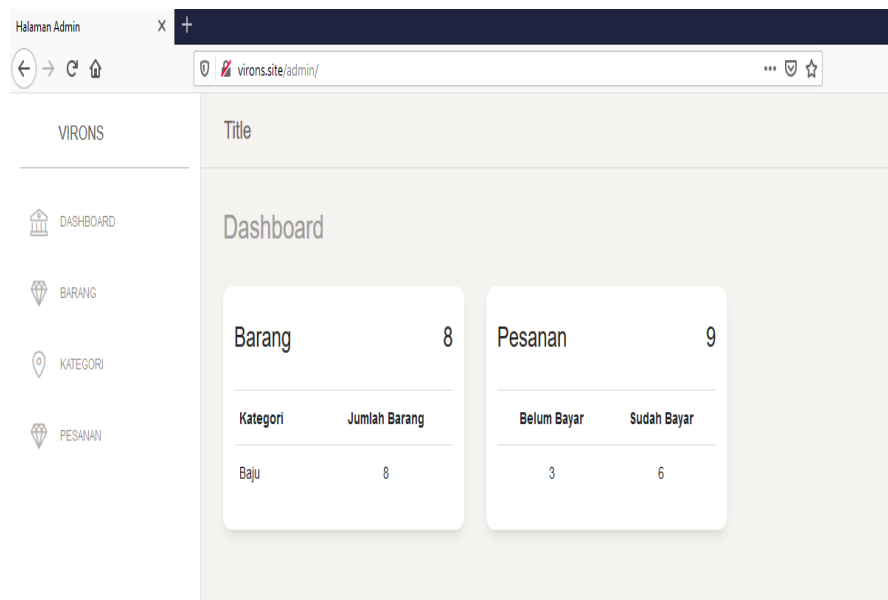 Halaman Admin
virons.site/admin/
VIRONS
Title
DASHBOARD
BARANG
KATEGORI
PESANAN
Dashboard
Barang 8
Kategori Jumlah Barang
Baju 8
Pesanan 9
Belum Bayar Sudah Bayar
3 6